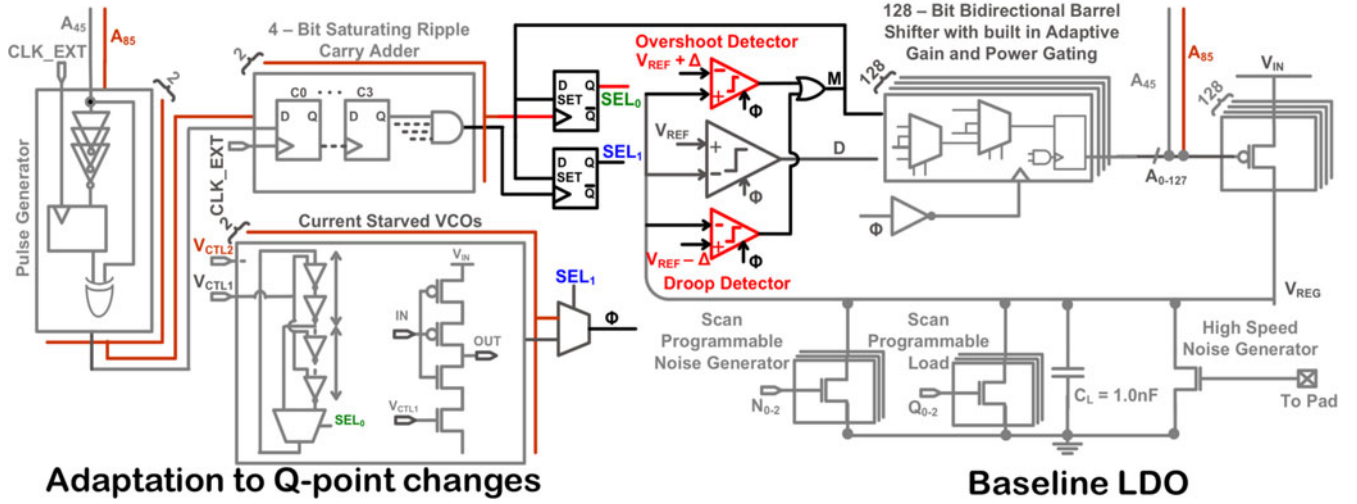 A45
A85
CLK_EXT
2
Pulse Generator
4 – Bit Saturating Ripple
Carry Adder
2
C0 ... C3
D Q D Q
CLK_EXT
D Q
SET
Q
SEL0
D Q
SET
Q
SEL1
Current Starved VCOs
2
VCTL2
VCTL1
SEL0
VIN
IN
OUT
VCTL1
SEL1
Φ
Adaptation to Q-point changes
Overshoot Detector
VREF + Δ
Φ
M
VREF
D
Φ
VREF – Δ
Φ
Droop Detector
128 – Bit Bidirectional Barrel
Shifter with built in Adaptive
Gain and Power Gating
128
Φ
A45
A85
A0-127
128
VIN
VREG
Scan
Programmable
Noise Generator
N0-2
Scan
Programmable
Load
Q0-2
CL = 1.0nF
High Speed
Noise Generator
To Pad
Baseline LDO